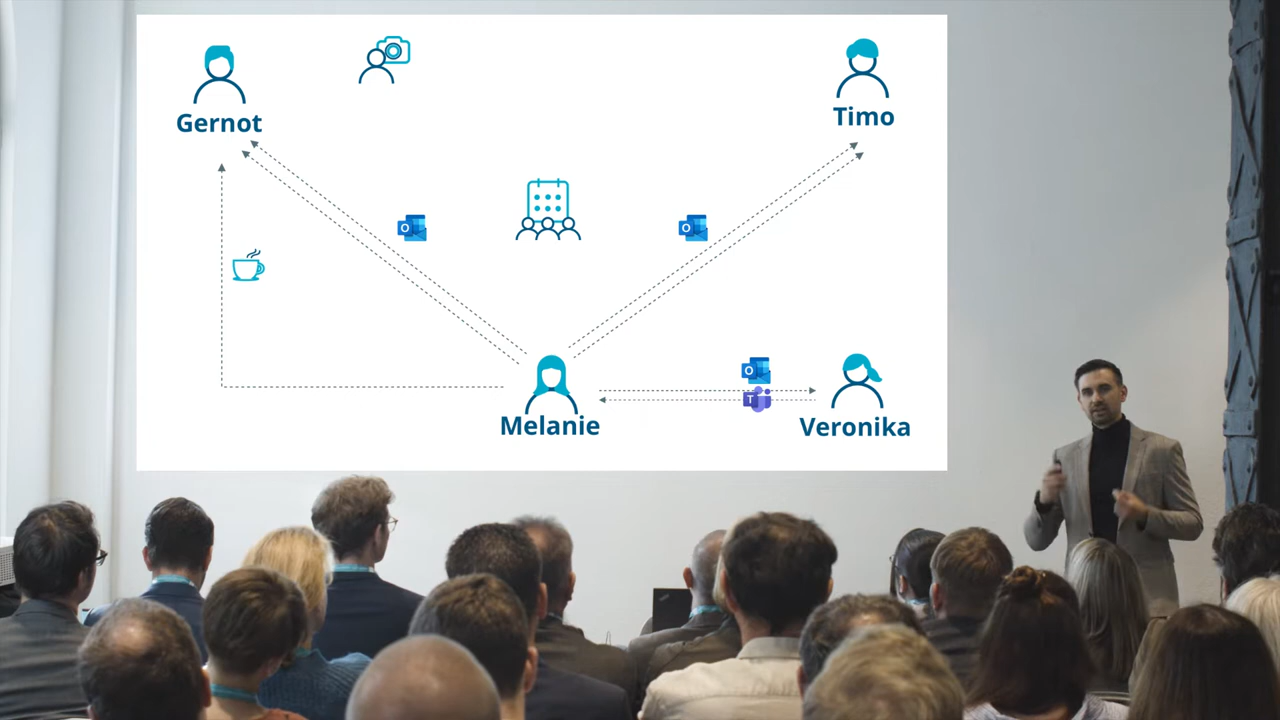 Gernot
Timo
O
O
O
T
Melanie
Veronika